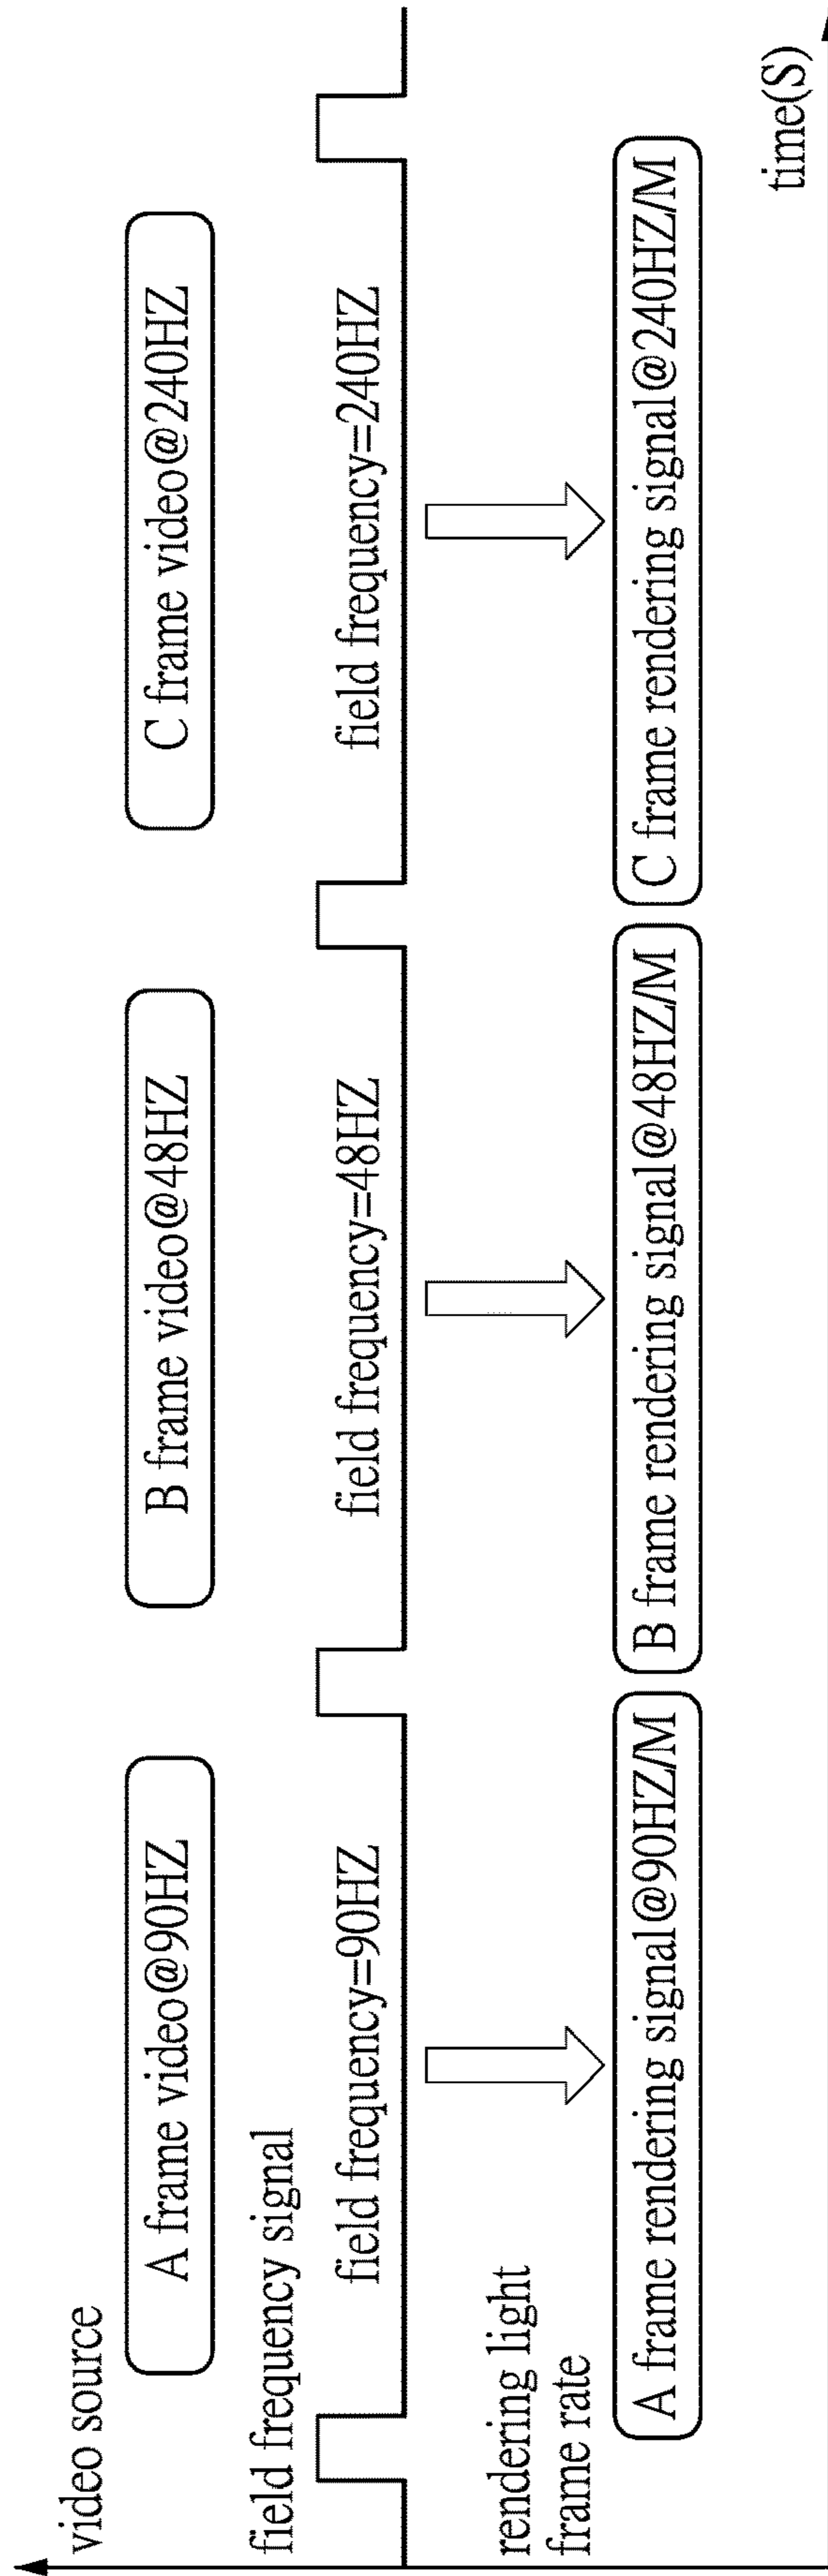 video source
A frame video@90HZ
B frame video@48HZ
C frame video@240HZ
field frequency signal
field frequency=90HZ
field frequency=48HZ
field frequency=240HZ
rendering light
frame rate
A frame rendering signal@90HZ/M
B frame rendering signal@48HZ/M
C frame rendering signal@240HZ/M
time(S)